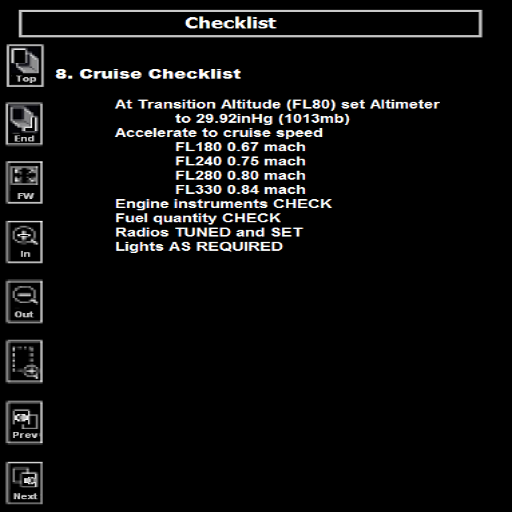 Checklist
Top
8. Cruise Checklist
At Transition Altitude (FL80) set Altimeter
to 29.92inHg (1013mb)
End
Accelerate to cruise speed
FL180 0.67 mach
FL240 0.75 mach
FL280 0.80 mach
FL330 0.84 mach
FW
Engine instruments CHECK
Fuel quantity CHECK
Radios TUNED and SET
Lights AS REQUIRED
In
Out
Prev
Next